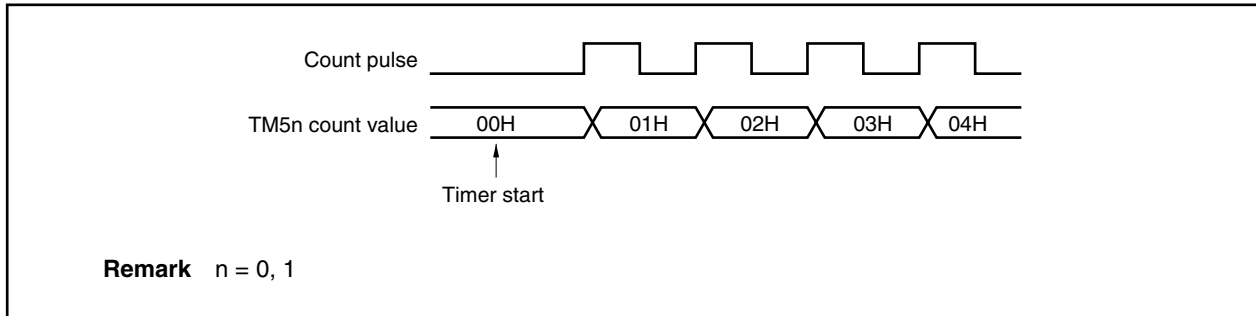 Count pulse
TM5n count value 00H 01H 02H 03H 04H
Timer start
Remark n = 0, 1